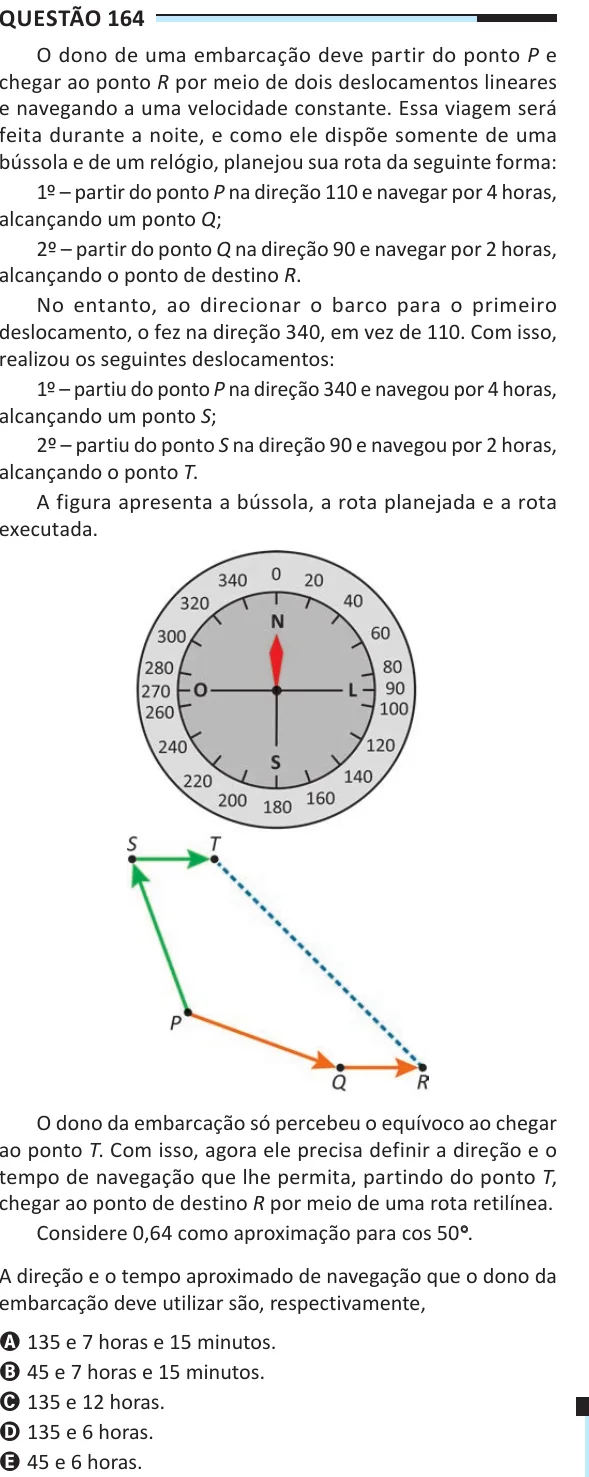 QUESTÃO 164
O dono de uma embarcação deve partir do ponto P e
chegar ao ponto R por meio de dois deslocamentos lineares
e navegando a uma velocidade constante. Essa viagem será
feita durante a noite, e como ele dispõe somente de uma
bússola e de um relógio, planejou sua rota da seguinte forma:
1º – partir do ponto P na direção 110 e navegar por 4 horas,
alcançando um ponto Q;
2º – partir do ponto Q na direção 90 e navegar por 2 horas,
alcançando o ponto de destino R.
No entanto, ao direcionar o barco para o primeiro
deslocamento, o fez na direção 340, em vez de 110. Com isso,
realizou os seguintes deslocamentos:
1º – partiu do ponto P na direção 340 e navegou por 4 horas,
alcançando um ponto S;
2º – partiu do ponto S na direção 90 e navegou por 2 horas,
alcançando o ponto T.
A figura apresenta a bússola, a rota planejada e a rota
executada.
340 0 20
320 40
N
300 60
280 80
270 O L 90
260 100
240 120
S
220 140
200 180 160
S T
P
Q R
O dono da embarcação só percebeu o equívoco ao chegar
ao ponto T. Com isso, agora ele precisa definir a direção e o
tempo de navegação que lhe permita, partindo do ponto T,
chegar ao ponto de destino R por meio de uma rota retilínea.
Considere 0,64 como aproximação para cos 50°.
A direção e o tempo aproximado de navegação que o dono da
embarcação deve utilizar são, respectivamente,
A 135 e 7 horas e 15 minutos.
B 45 e 7 horas e 15 minutos.
C 135 e 12 horas.
D 135 e 6 horas.
E 45 e 6 horas.